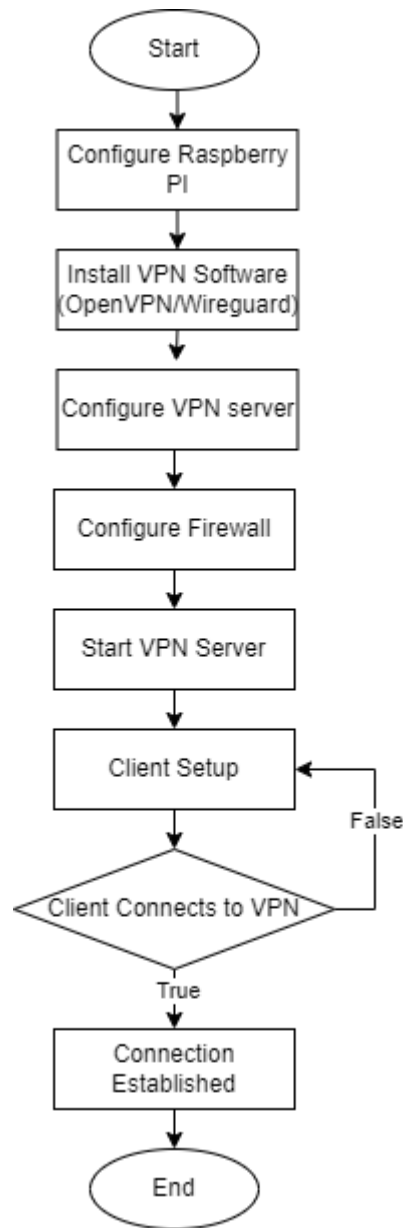 Start
Configure Raspberry
PI
Install VPN Software
(OpenVPN/Wireguard)
Configure VPN server
Configure Firewall
Start VPN Server
Client Setup
False
Client Connects to VPN
True
Connection
Established
End